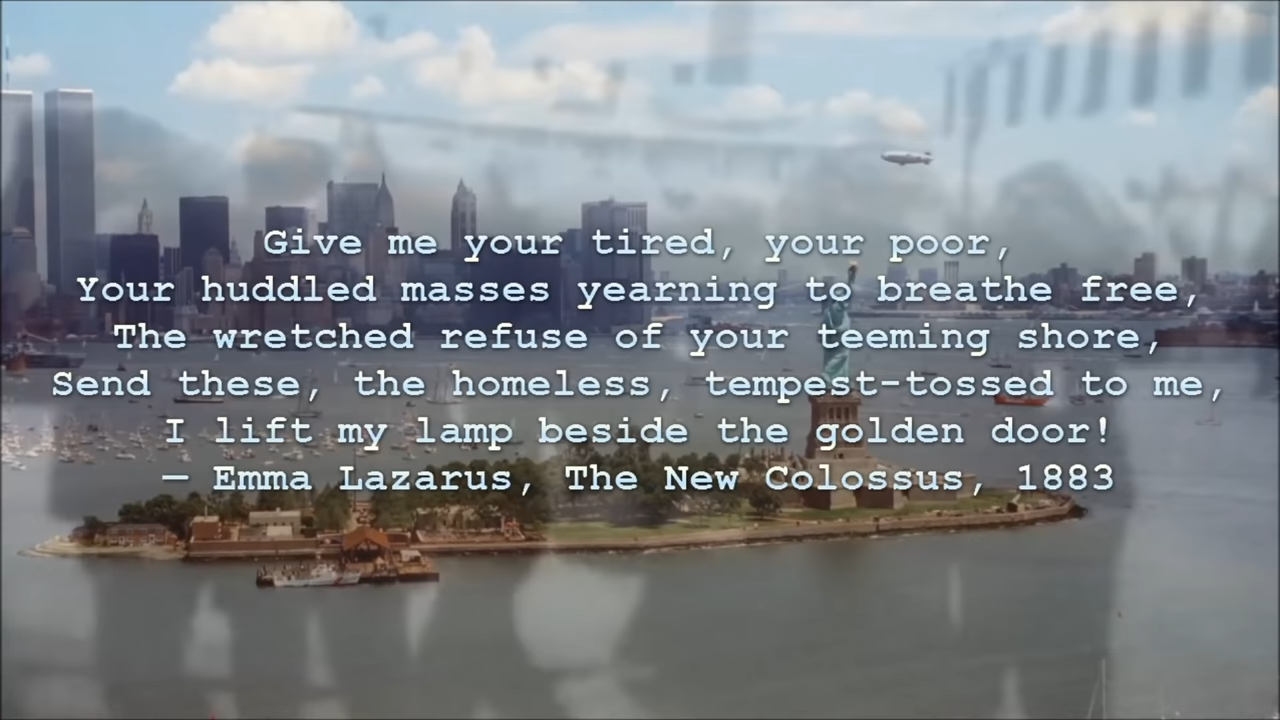 Give me your tired, your poor,
Your huddled masses yearning to breathe free,
The wretched refuse of your teeming shore,
Send these, the homeless, tempest-tossed to me,
I lift my lamp beside the golden door!
— Emma Lazarus, The New Colossus, 1883